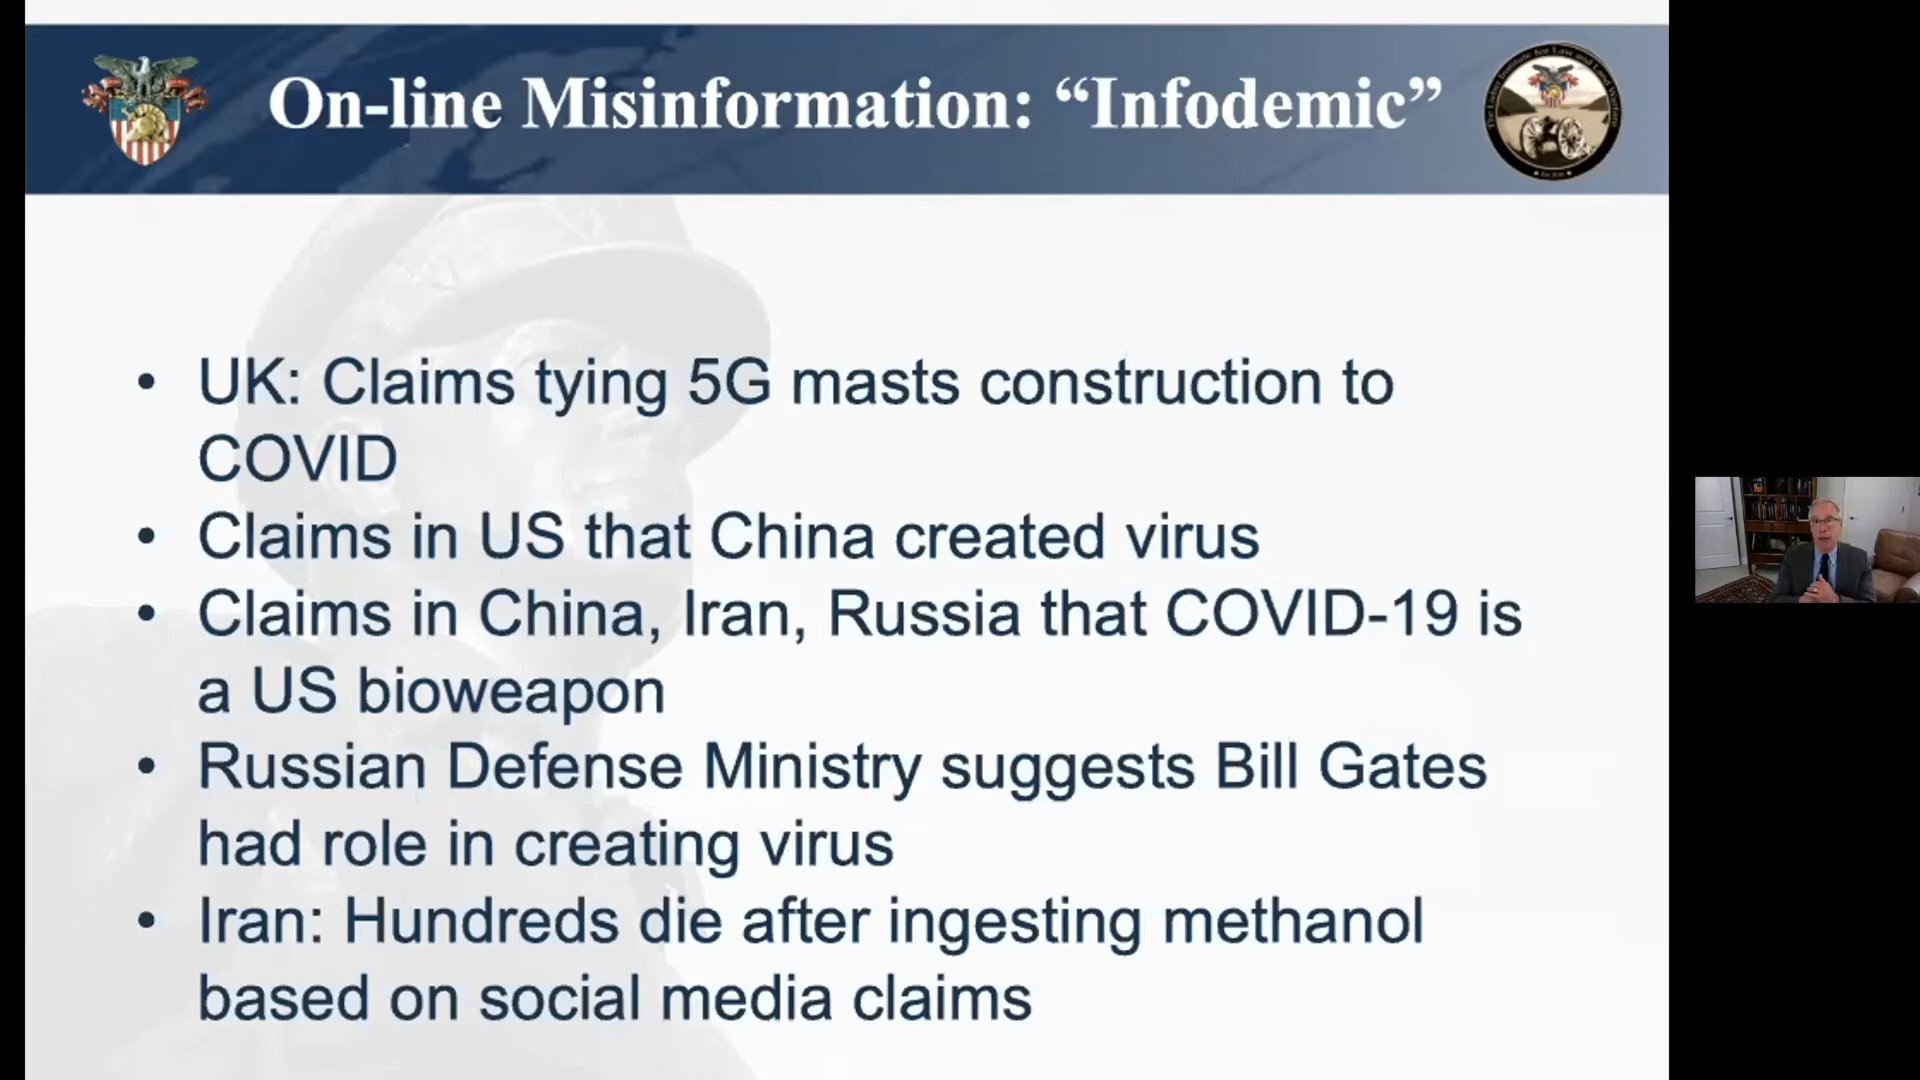 On-line Misinformation: “Infodemic”
• UK: Claims tying 5G masts construction to
COVID
• Claims in US that China created virus
• Claims in China, Iran, Russia that COVID-19 is
a US bioweapon
• Russian Defense Ministry suggests Bill Gates
had role in creating virus
• Iran: Hundreds die after ingesting methanol
based on social media claims